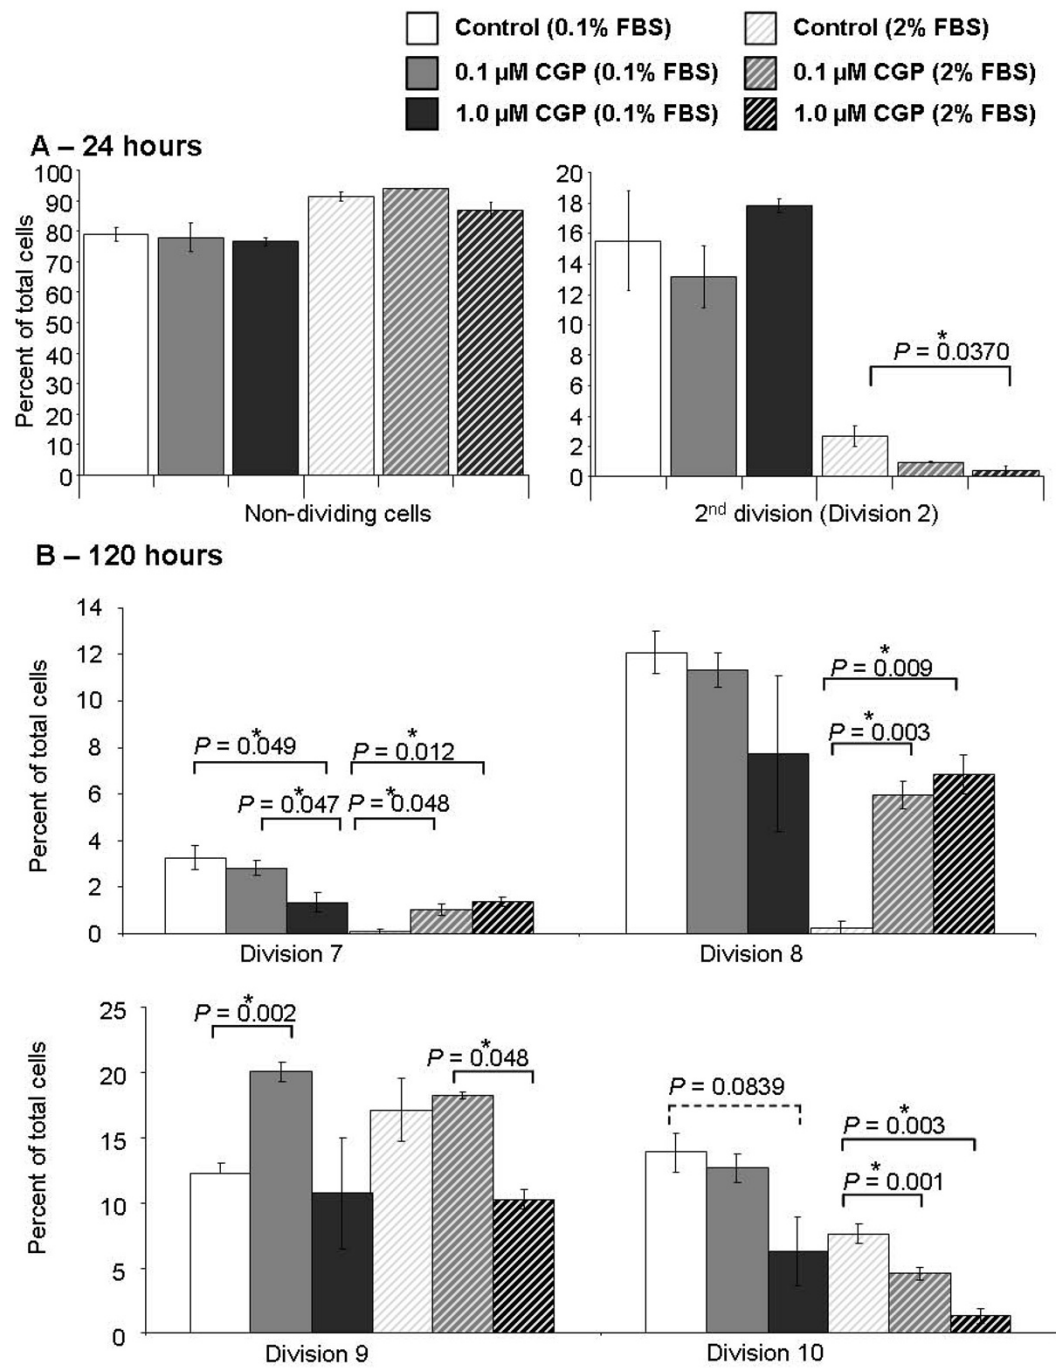 Control (0.1% FBS)
Control (2% FBS)
0.1 µM CGP (0.1% FBS)
0.1 µM CGP (2% FBS)
1.0 µM CGP (0.1% FBS)
1.0 µM CGP (2% FBS)
A – 24 hours
Percent of total cells
100
90
80
70
60
50
40
30
20
10
0
Non-dividing cells
20
18
16
14
12
10
8
6
4
2
0
*
P = 0.0370
2nd division (Division 2)
B – 120 hours
Percent of total cells
14
12
10
8
6
4
2
0
*
P = 0.049
*
P = 0.012
*
P = 0.047
*
P = 0.048
Division 7
*
P = 0.009
*
P = 0.003
Division 8
Percent of total cells
25
20
15
10
5
0
*
P = 0.002
*
P = 0.048
Division 9
P = 0.0839
*
P = 0.003
*
P = 0.001
Division 10